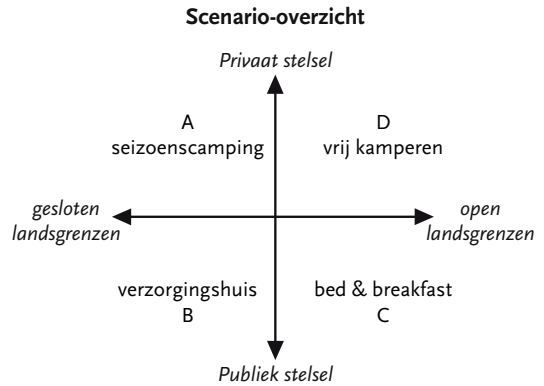 Scenario-overzicht
Privaat stelsel
A
seizoenscamping
D
vrij kamperen
gesloten
landsgrenzen
open
landsgrenzen
verzorgingshuis
B
bed & breakfast
C
Publiek stelsel